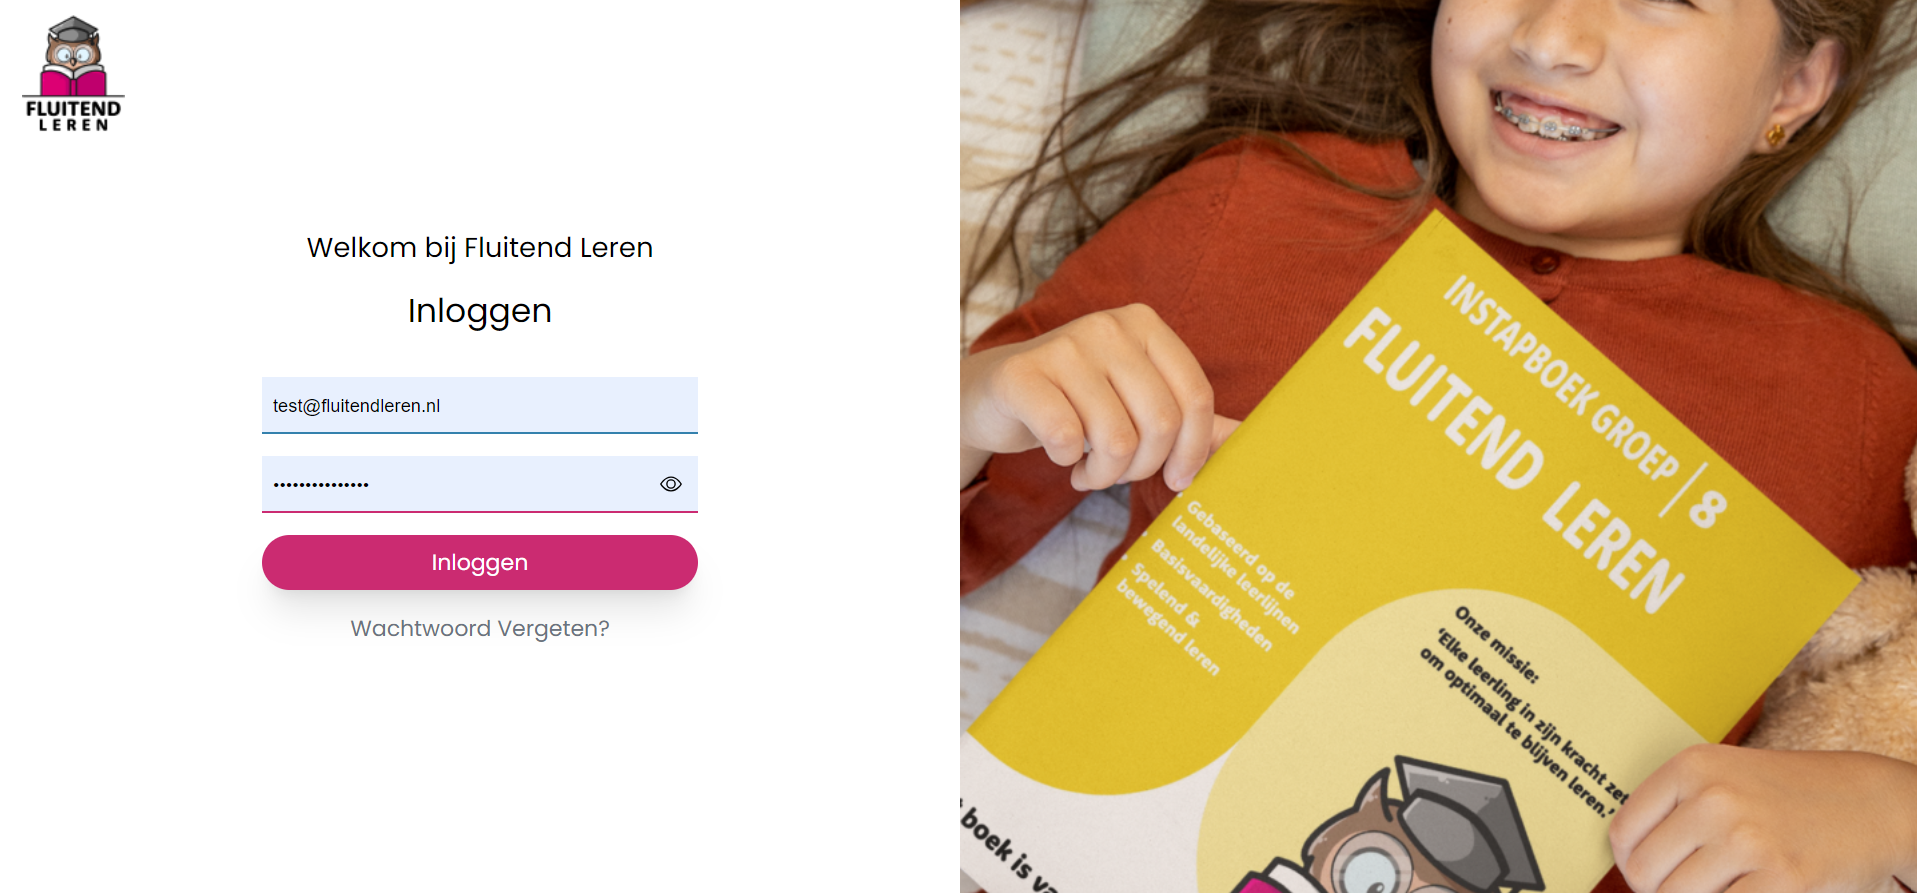 FLUITEND
LEREN
Welkom bij Fluitend Leren
Inloggen
test@fluitendleren.nl
•••••••••••••••
Inloggen
Wachtwoord Vergeten?
INSTAPBOEK GROEP | 8
FLUITEND LEREN
• Gebaseerd op de
landelijke leerlijnen
• Basisvaardigheden
• Spelend &
bewegend leren
Onze missie:
'Elke leerling in zijn kracht zet
om optimaal te blijven leren.'
boek is va